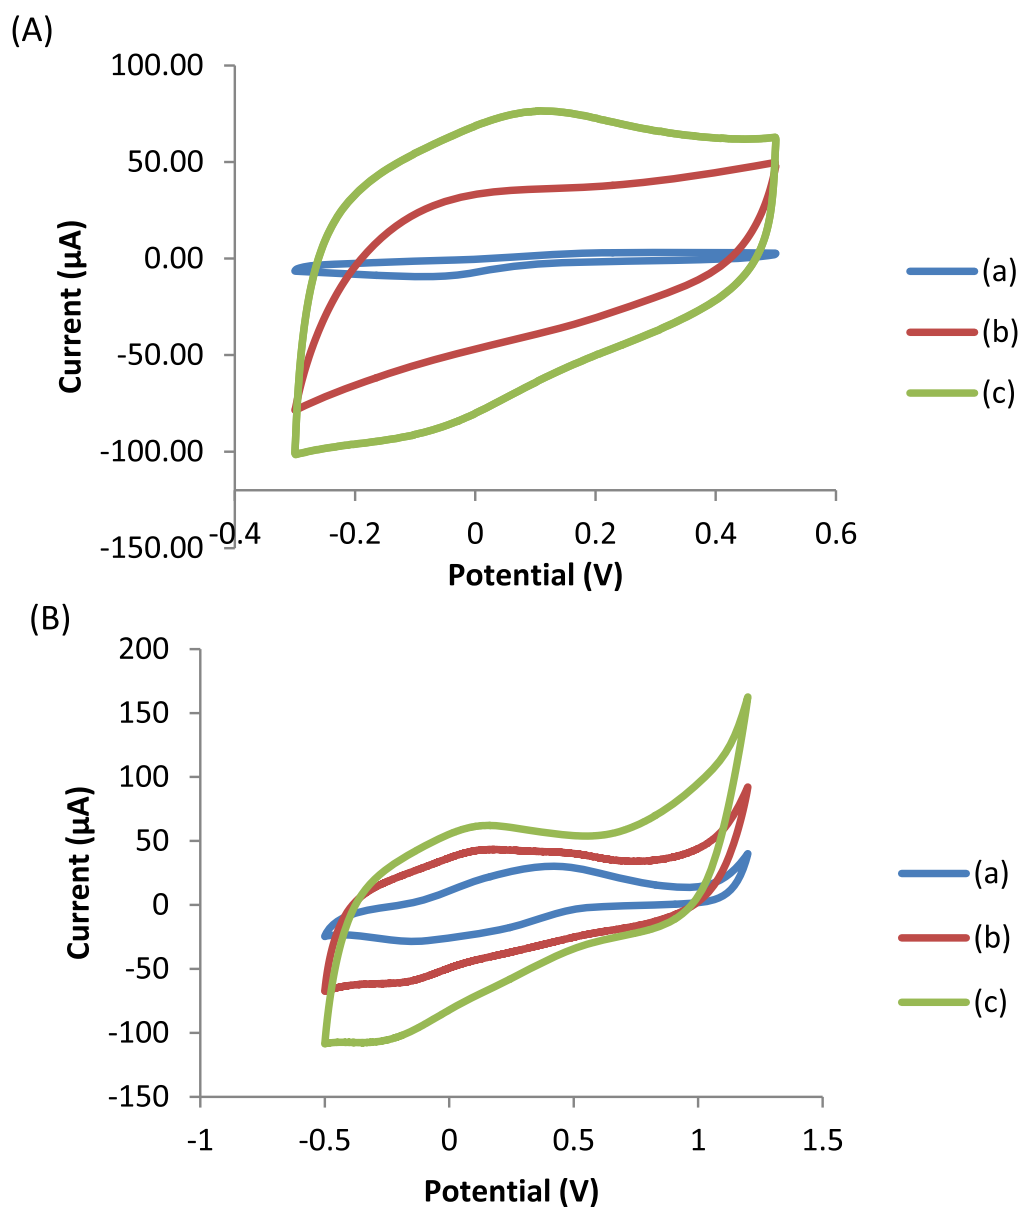 (A)
100.00
50.00
0.00
-50.00
-100.00
-150.00
Current (µA)
-0.4 -0.2 0 0.2 0.4 0.6
Potential (V)
(a)
(b)
(c)
(B)
200
150
100
50
0
-50
-100
-150
Current (µA)
-1 -0.5 0 0.5 1 1.5
Potential (V)
(a)
(b)
(c)